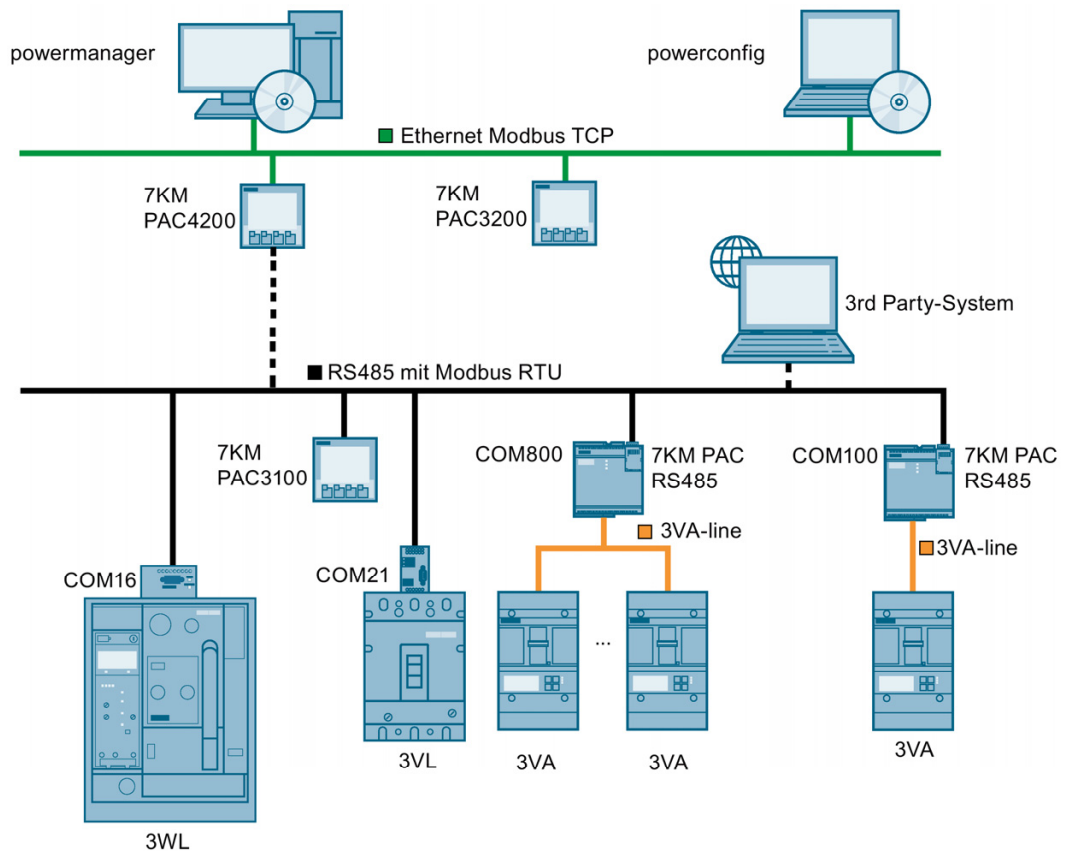 powermanager
powerconfig
Ethernet Modbus TCP
7KM
PAC4200
7KM
PAC3200
3rd Party-System
RS485 mit Modbus RTU
7KM
PAC3100
COM800
7KM PAC
RS485
COM100
7KM PAC
RS485
3VA-line
3VA-line
COM16
COM21
...
3WL
3VL
3VA
3VA
3VA